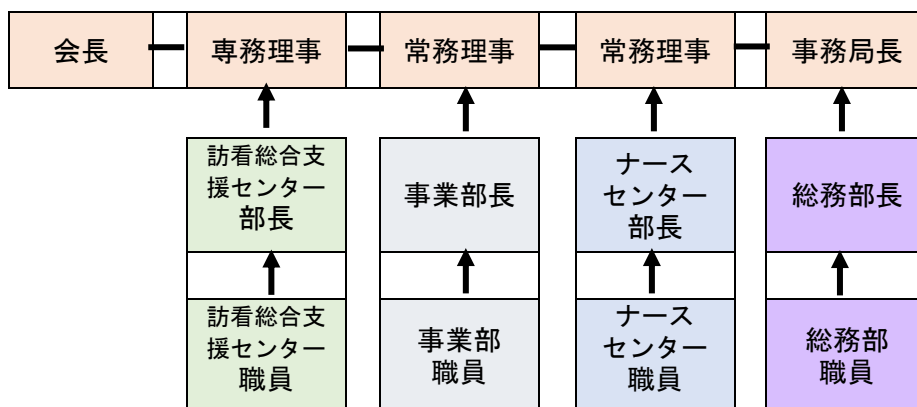 会長
専務理事
常務理事
常務理事
事務局長
訪看総合支
援センター
部長
事業部長
ナース
センター
部長
総務部長
訪看総合支
援センター
職員
事業部
職員
ナース
センター
職員
総務部
職員